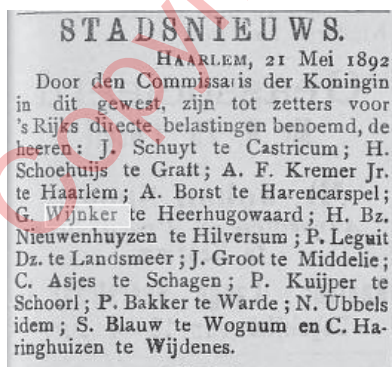 STADSNIEUWS.
HAARLEM, 21 Mei 1892
Door den Commissaris der Koningin
in dit gewest, zijn tot zetters voor
's Rijks directe belastingen benoemd, de
heeren: J. Schuyt te Castricum; H.
Schoehuijs te Graft; A. F. Kremer Jr.
te Haarlem; A. Borst te Harencarspel;
G. Wijnker te Heerhugowaard; H. Bz.
Nieuwenhuyzen te Hilversum; P. Leguit
Dz. te Landsmeer; J. Groot te Middelie;
C. Asjes te Schagen; P. Kuijper te
Schoorl; P. Bakker te Warde; N. Ubbels
idem; S. Blauw te Wognum en C. Ha-
ringhuizen te Wijdenes.